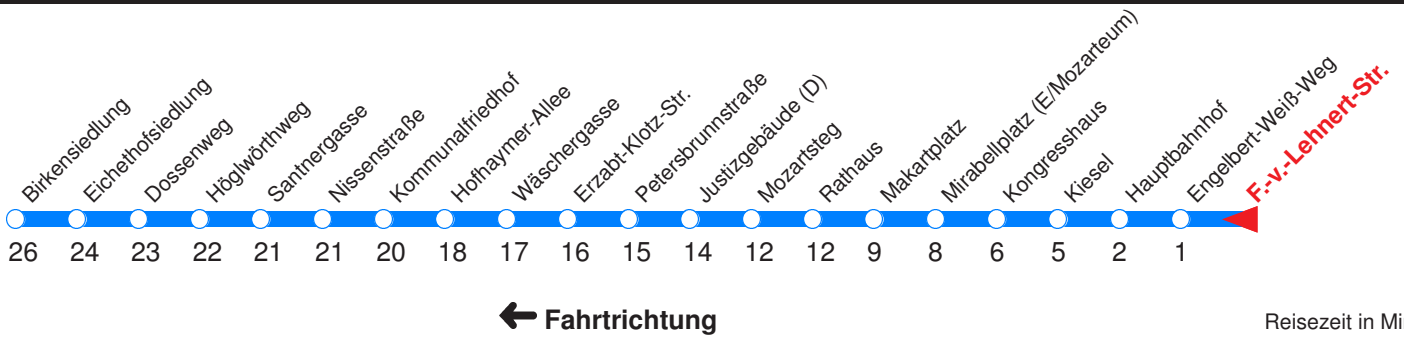 Birkensiedlung
Eichethofsiedlung
Dossenweg
Höglwörthweg
Santnergasse
Nissenstraße
Kommunalfriedhof
Hofhaymer-Allee
Wäschergasse
Erzabt-Klotz-Str.
Petersbrunnstraße
Justizgebäude (D)
Mozartsteg
Rathaus
Makartplatz
Mirabellplatz (E/Mozarteum)
Kongresshaus
Kiesel
Hauptbahnhof
Engelbert-Weiß-Weg
F.-v.-Lehnert-Str.
26 24 23 22 21 21 20 18 17 16 15 14 12 12 9 8 6 5 2 1
← Fahrtrichtung
Reisezeit in